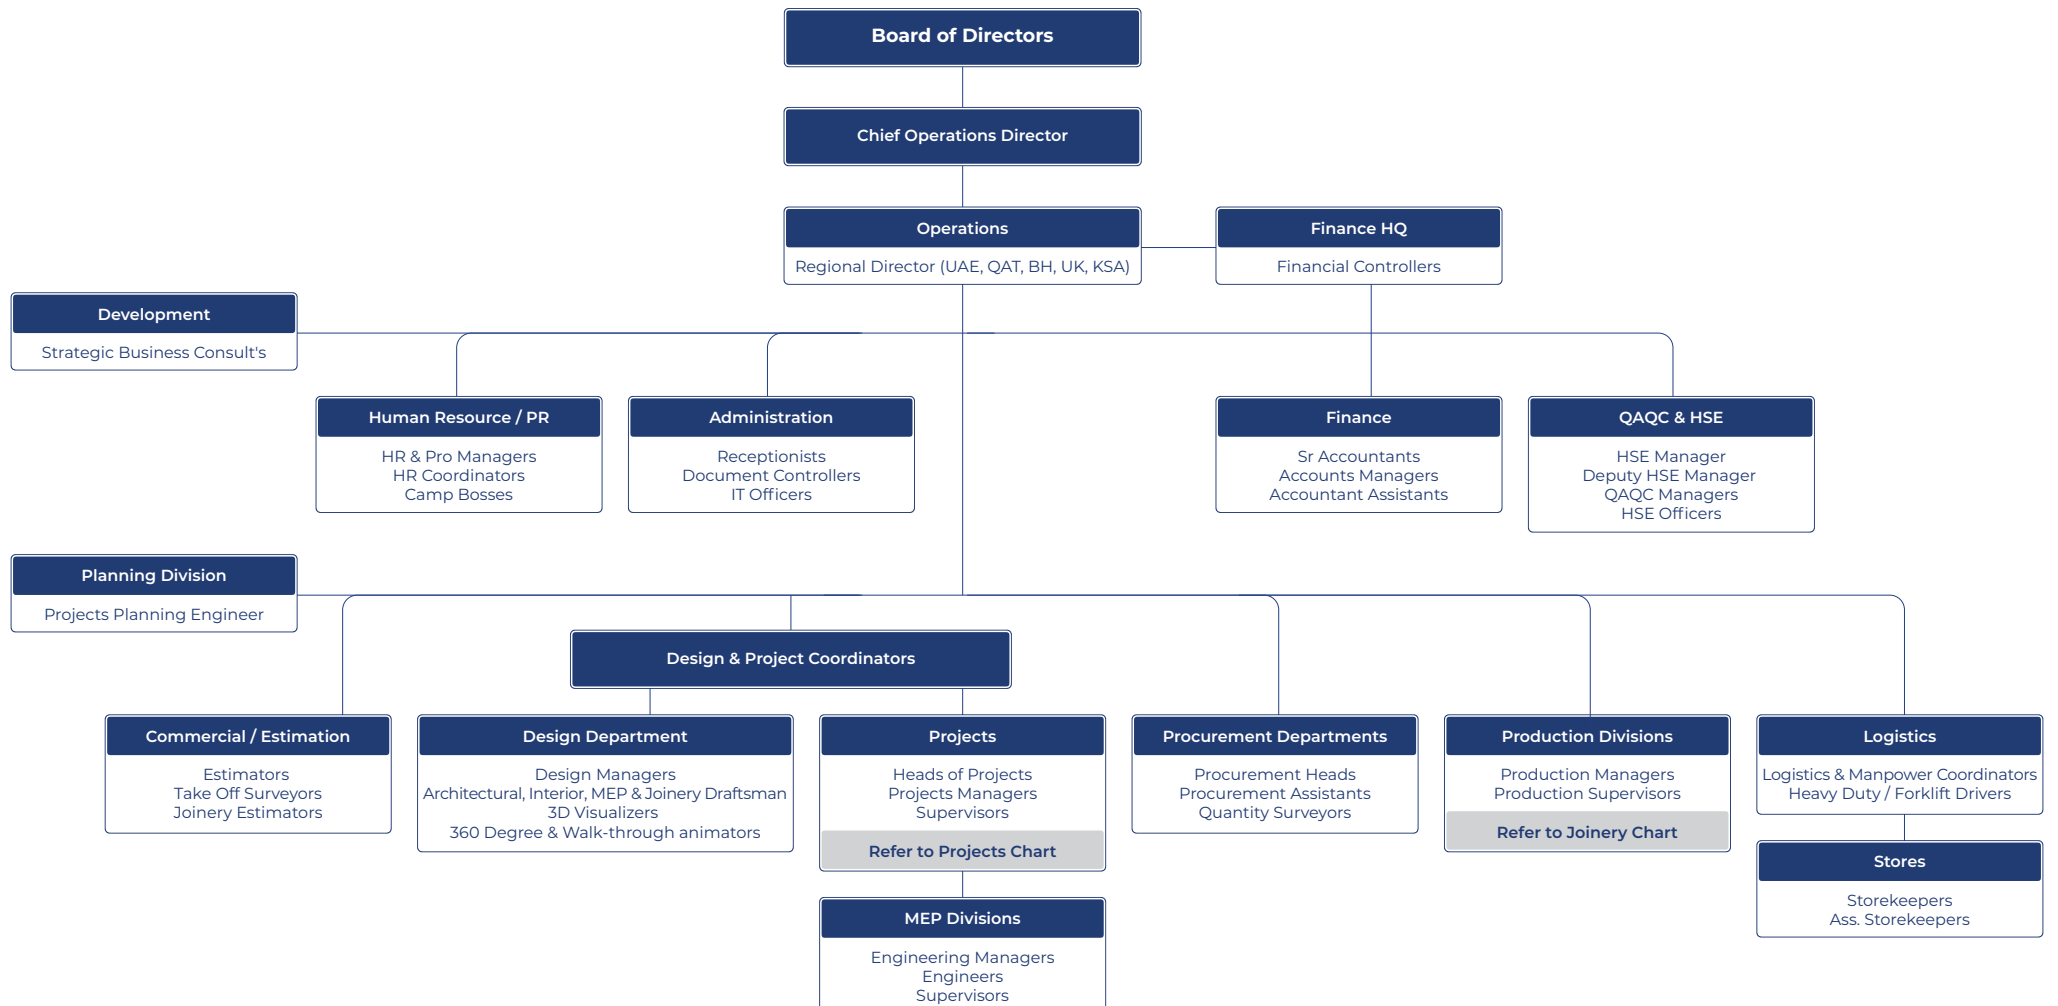 Board of Directors
Chief Operations Director
Operations
Regional Director (UAE, QAT, BH, UK, KSA)
Finance HQ
Financial Controllers
Development
Strategic Business Consult's
Human Resource / PR
HR & Pro Managers
HR Coordinators
Camp Bosses
Administration
Receptionists
Document Controllers
IT Officers
Finance
Sr Accountants
Accounts Managers
Accountant Assistants
QAQC & HSE
HSE Manager
Deputy HSE Manager
QAQC Managers
HSE Officers
Planning Division
Projects Planning Engineer
Design & Project Coordinators
Commercial / Estimation
Estimators
Take Off Surveyors
Joinery Estimators
Design Department
Design Managers
Architectural, Interior, MEP & Joinery Draftsman
3D Visualizers
360 Degree & Walk-through animators
Projects
Heads of Projects
Projects Managers
Supervisors
Refer to Projects Chart
MEP Divisions
Engineering Managers
Engineers
Supervisors
Procurement Departments
Procurement Heads
Procurement Assistants
Quantity Surveyors
Production Divisions
Production Managers
Production Supervisors
Refer to Joinery Chart
Logistics
Logistics & Manpower Coordinators
Heavy Duty / Forklift Drivers
Stores
Storekeepers
Ass. Storekeepers